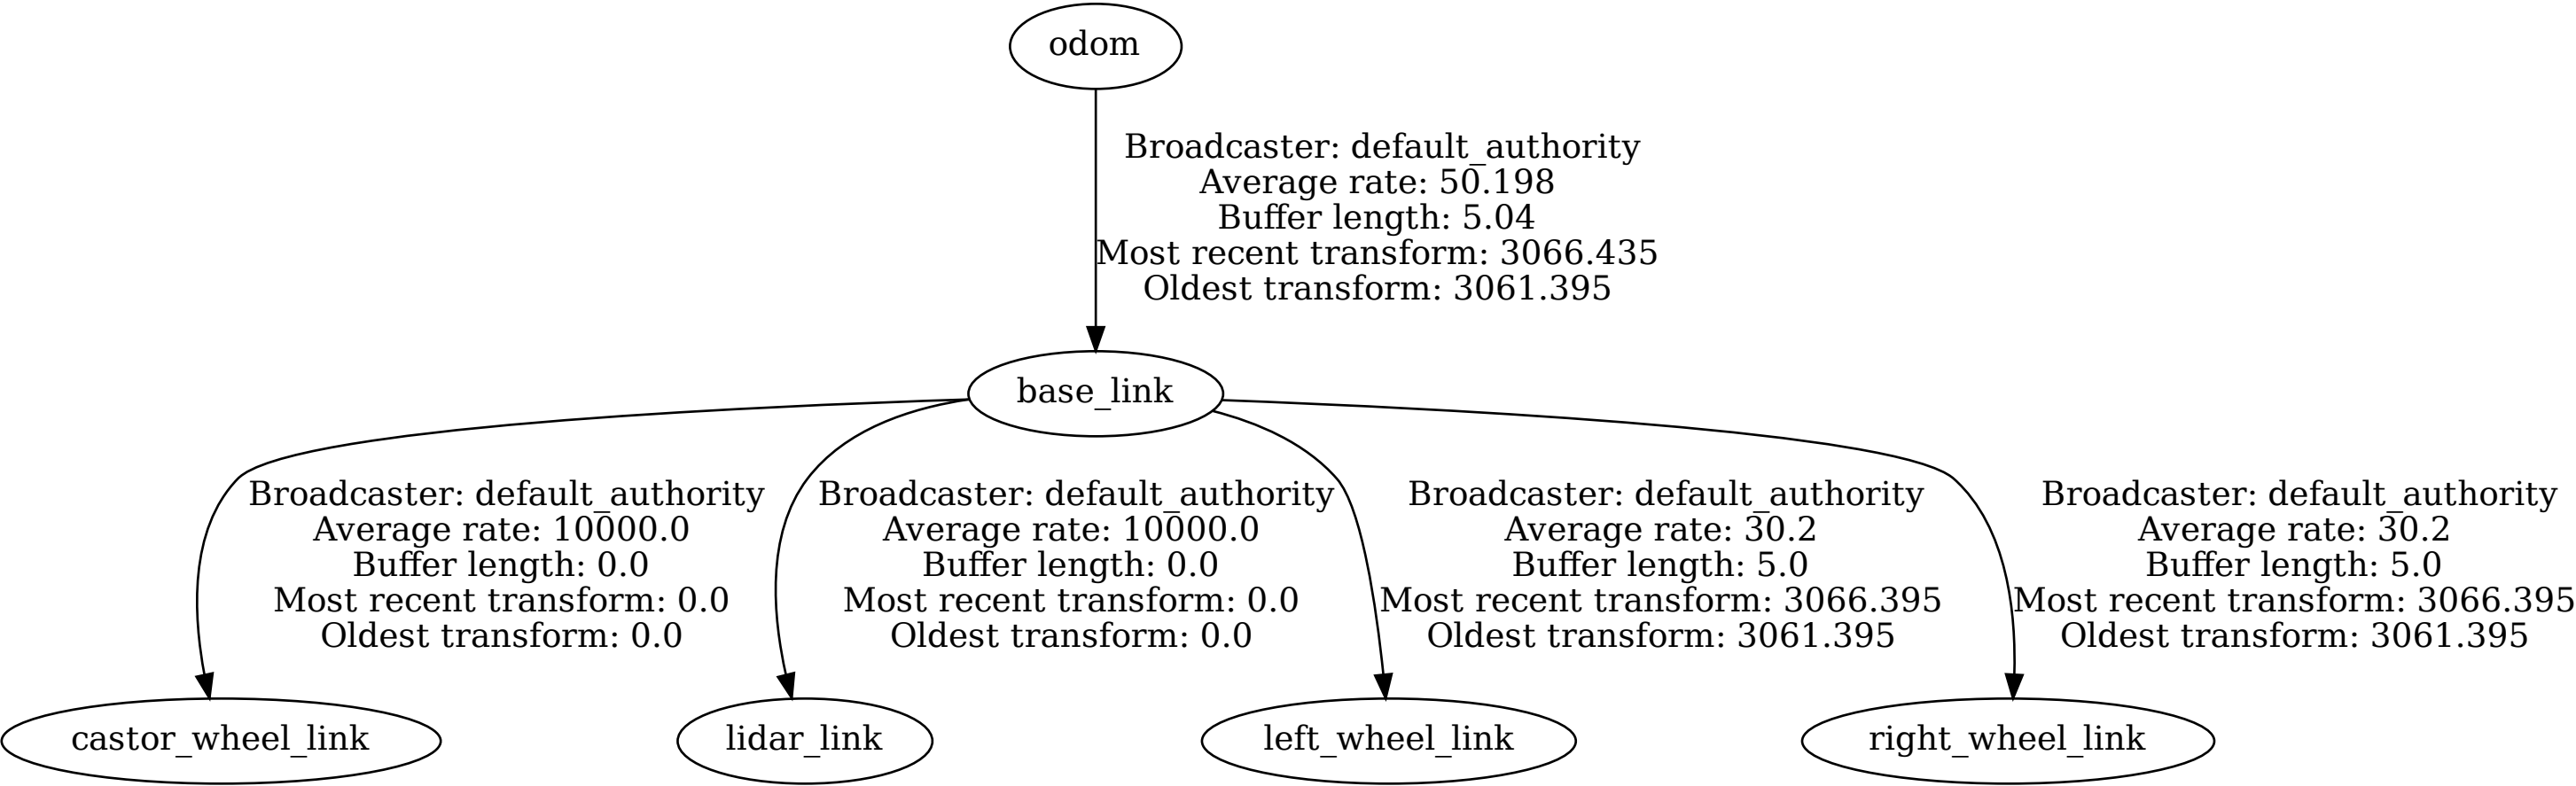 odom
Broadcaster: default_authority
Average rate: 50.198
Buffer length: 5.04
Most recent transform: 3066.435
Oldest transform: 3061.395
base_link
Broadcaster: default_authority
Average rate: 10000.0
Buffer length: 0.0
Most recent transform: 0.0
Oldest transform: 0.0
Broadcaster: default_authority
Average rate: 10000.0
Buffer length: 0.0
Most recent transform: 0.0
Oldest transform: 0.0
Broadcaster: default_authority
Average rate: 30.2
Buffer length: 5.0
Most recent transform: 3066.395
Oldest transform: 3061.395
Broadcaster: default_authority
Average rate: 30.2
Buffer length: 5.0
Most recent transform: 3066.395
Oldest transform: 3061.395
castor_wheel_link
lidar_link
left_wheel_link
right_wheel_link